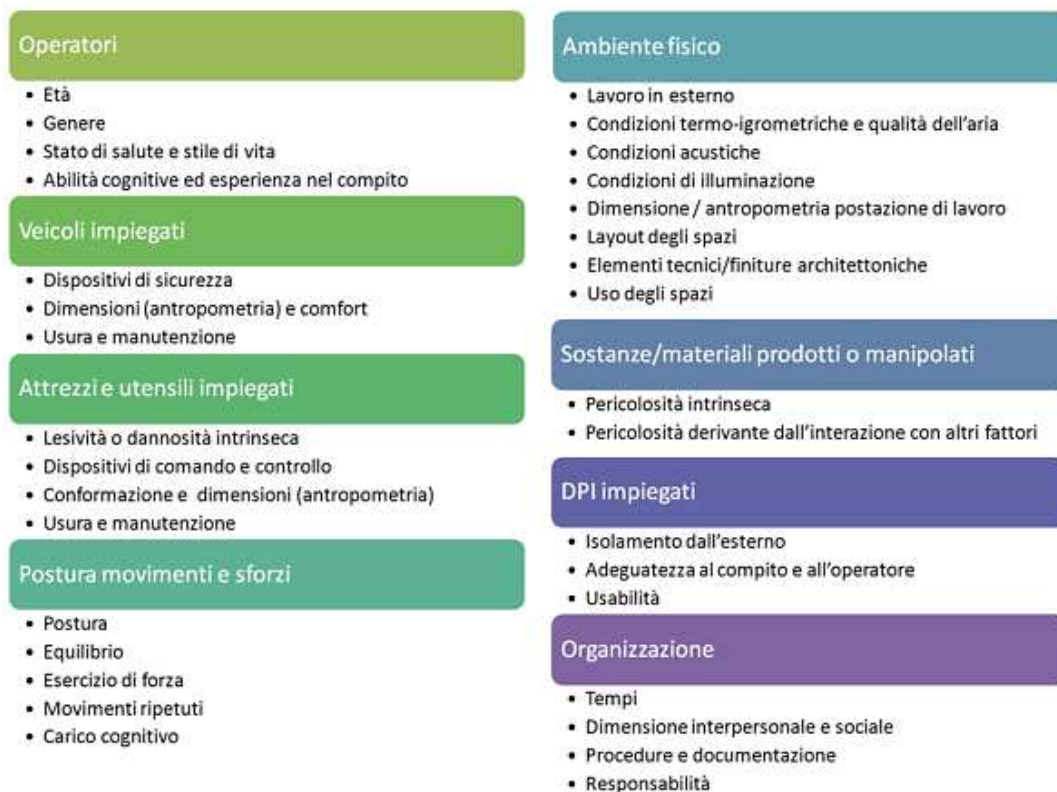 Operatori
• Età
• Genere
• Stato di salute e stile di vita
• Abilità cognitive ed esperienza nel compito
Veicoli impiegati
• Dispositivi di sicurezza
• Dimensioni (antropometria) e comfort
• Usura e manutenzione
Attrezzi e utensili impiegati
• Lesività o dannosità intrinseca
• Dispositivi di comando e controllo
• Conformazione e dimensioni (antropometria)
• Usura e manutenzione
Postura movimenti e sforzi
• Postura
• Equilibrio
• Esercizio di forza
• Movimenti ripetuti
• Carico cognitivo
Ambiente fisico
• Lavoro in esterno
• Condizioni termo-igrometriche e qualità dell'aria
• Condizioni acustiche
• Condizioni di illuminazione
• Dimensione / antropometria postazione di lavoro
• Layout degli spazi
• Elementi tecnici/finiture architettoniche
• Uso degli spazi
Sostanze/materiali prodotti o manipolati
• Pericolosità intrinseca
• Pericolosità derivante dall'interazione con altri fattori
DPI impiegati
• Isolamento dall'esterno
• Adeguatezza al compito e all'operatore
• Usabilità
Organizzazione
• Tempi
• Dimensione interpersonale e sociale
• Procedure e documentazione
• Responsabilità